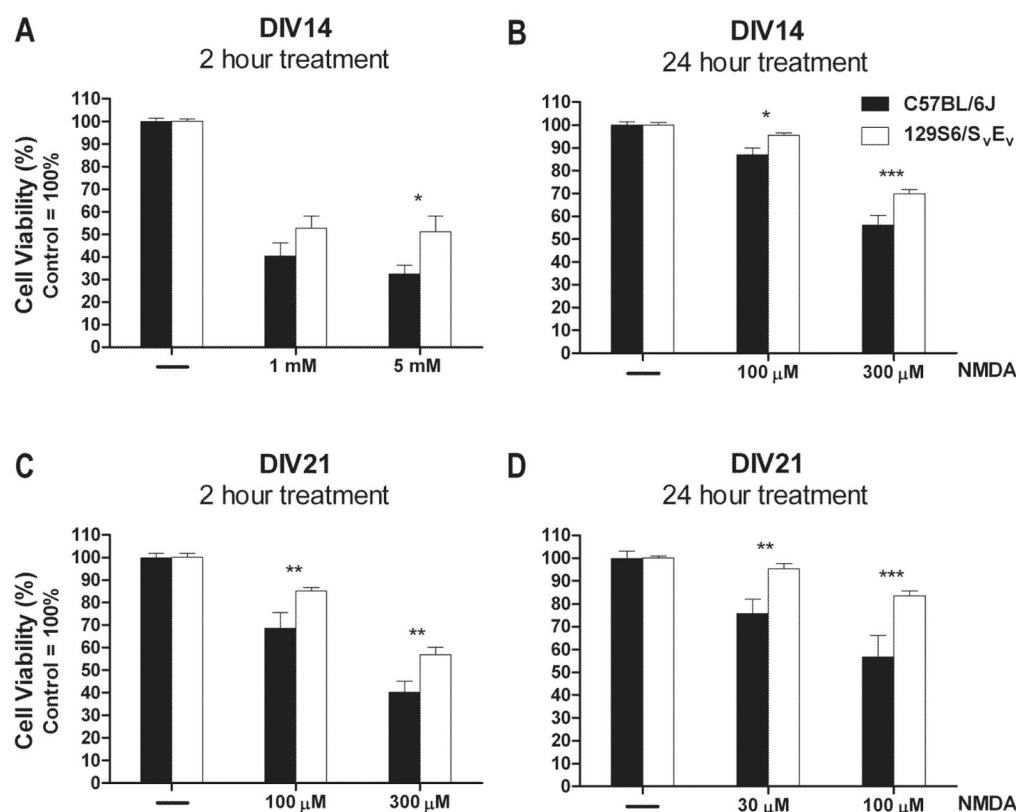 A
DIV14
2 hour treatment
Cell Viability (%)
Control = 100%
110
100
90
80
70
60
50
40
30
20
10
0
*
1 mM
5 mM
B
DIV14
24 hour treatment
C57BL/6J
129S6/SvEv
110
100
90
80
70
60
50
40
30
20
10
0
*
***
100 μM
300 μM
NMDA
C
DIV21
2 hour treatment
Cell Viability (%)
Control = 100%
110
100
90
80
70
60
50
40
30
20
10
0
**
**
100 μM
300 μM
D
DIV21
24 hour treatment
110
100
90
80
70
60
50
40
30
20
10
0
**
***
30 μM
100 μM
NMDA